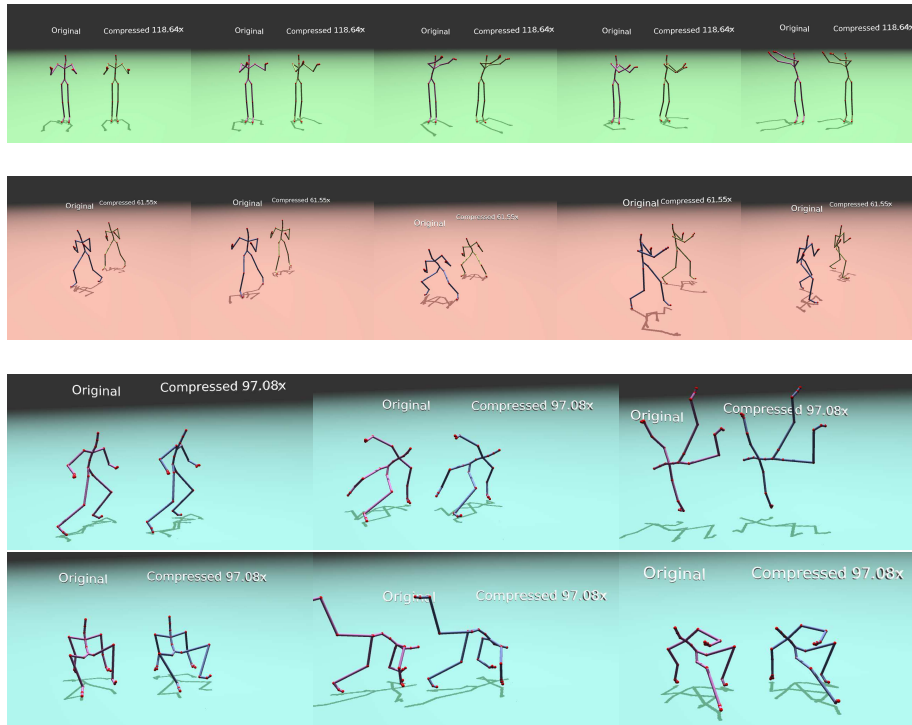 Original Compressed 118.64x Original Compressed 118.64x Original Compressed 118.64x Original Compressed 118.64x Original Compressed 118.64x
Original Compressed 61.55x Original Compressed 61.55x Original Compressed 61.55x Original Compressed 61.55x Original Compressed 61.55x
Original Compressed 97.08x Original Compressed 97.08x Original Compressed 97.08x
Original Compressed 97.08x Original Compressed 97.08x Original Compressed 97.08x